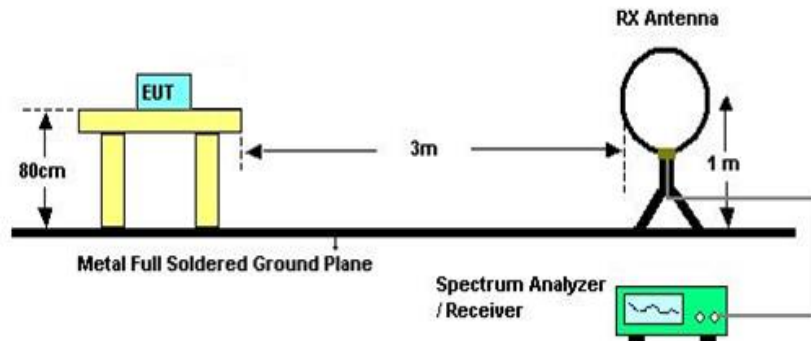 RX Antenna
EUT
3m
80cm
1 m
Metal Full Soldered Ground Plane
Spectrum Analyzer
/ Receiver